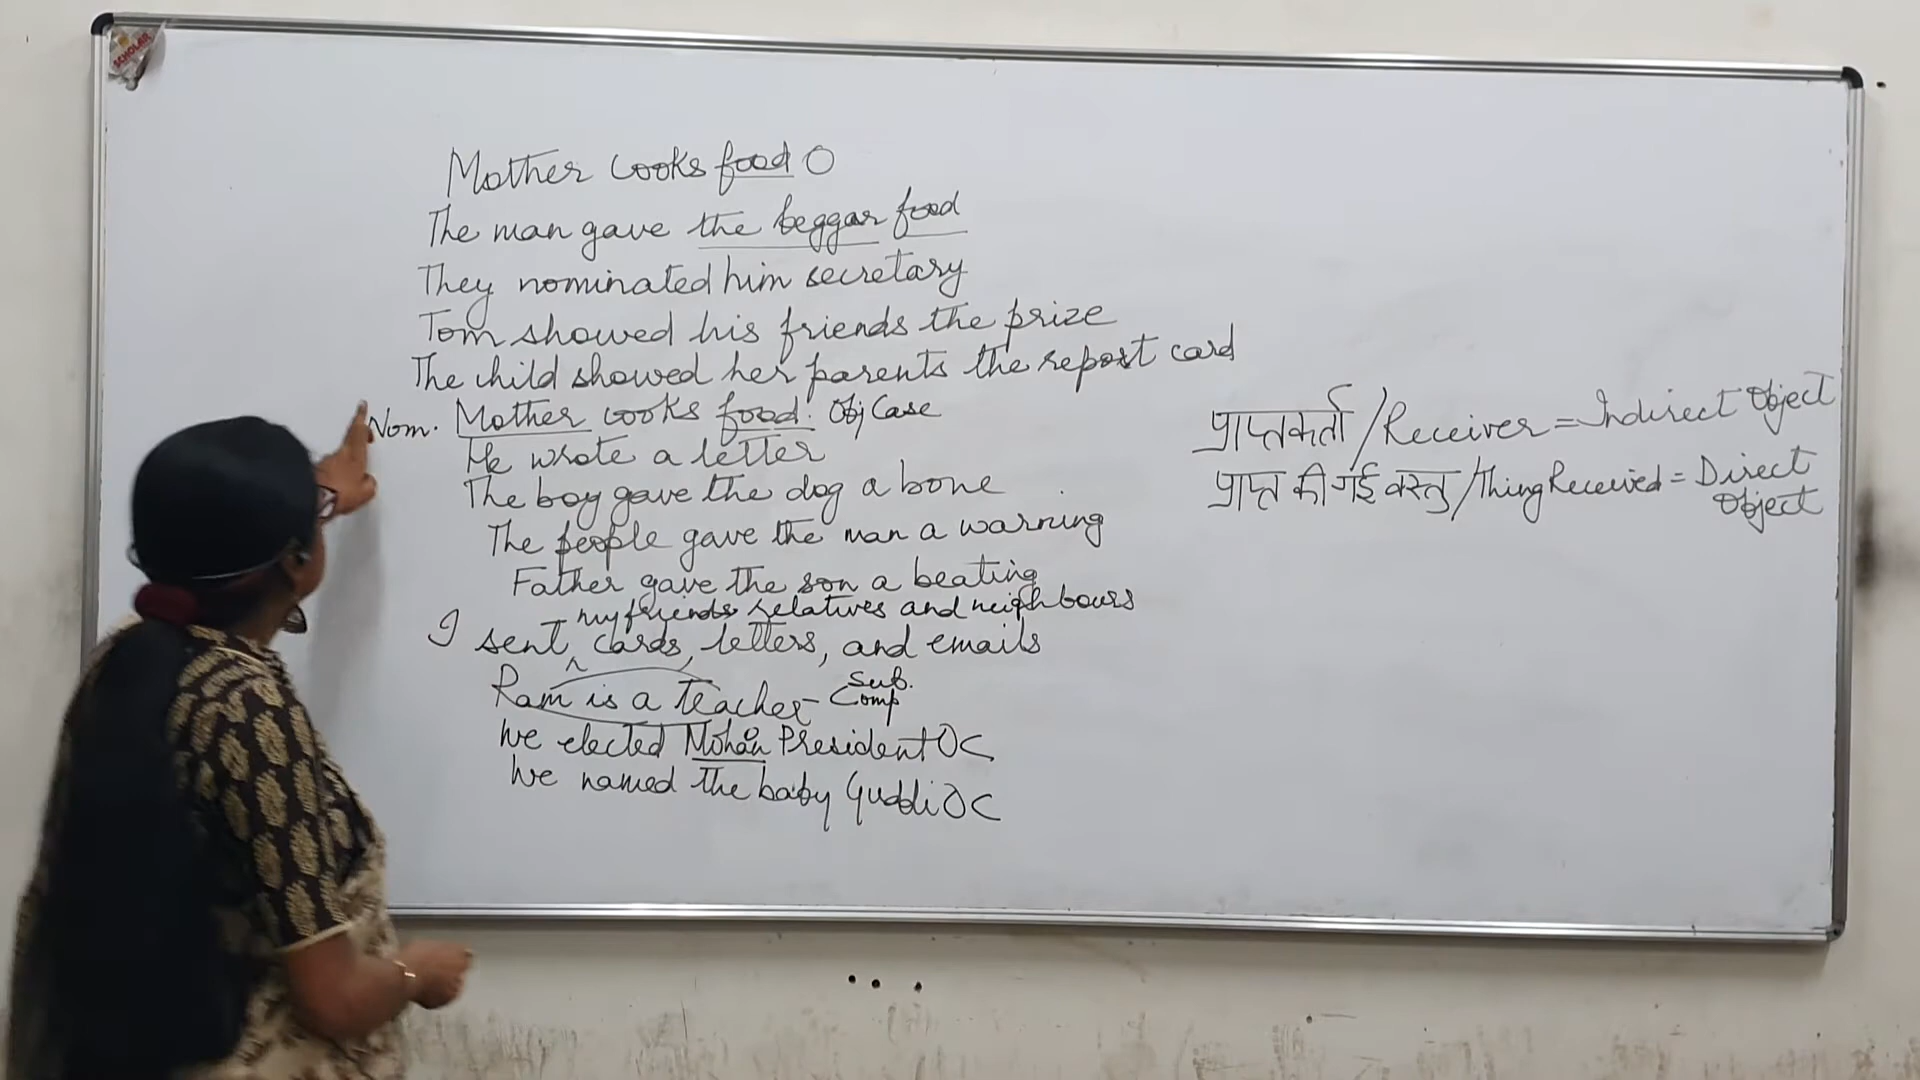 SCHOLAR
Mother cooks food O
The man gave the beggar food
They nominated him secretary
Tom showed his friends the prize
The child showed her parents the report card
Nom. Mother cooks food. Obj Case
He wrote a letter
The boy gave the dog a bone
The people gave the man a warning
Father gave the son a beating
my friends relatives and neighbours
I sent ^ cards, letters, and emails
Sub.
Ram is a teacher - Comp
We elected Mohan President OC
We named the baby Guddi OC
प्राप्तकर्ता / Receiver = Indirect Object
प्राप्त की गई वस्तु / Thing Received = Direct
Object